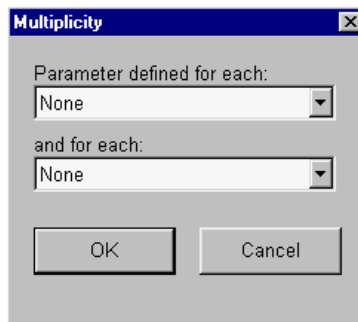 Multiplicity
Parameter defined for each:
None
and for each:
None
OK
Cancel